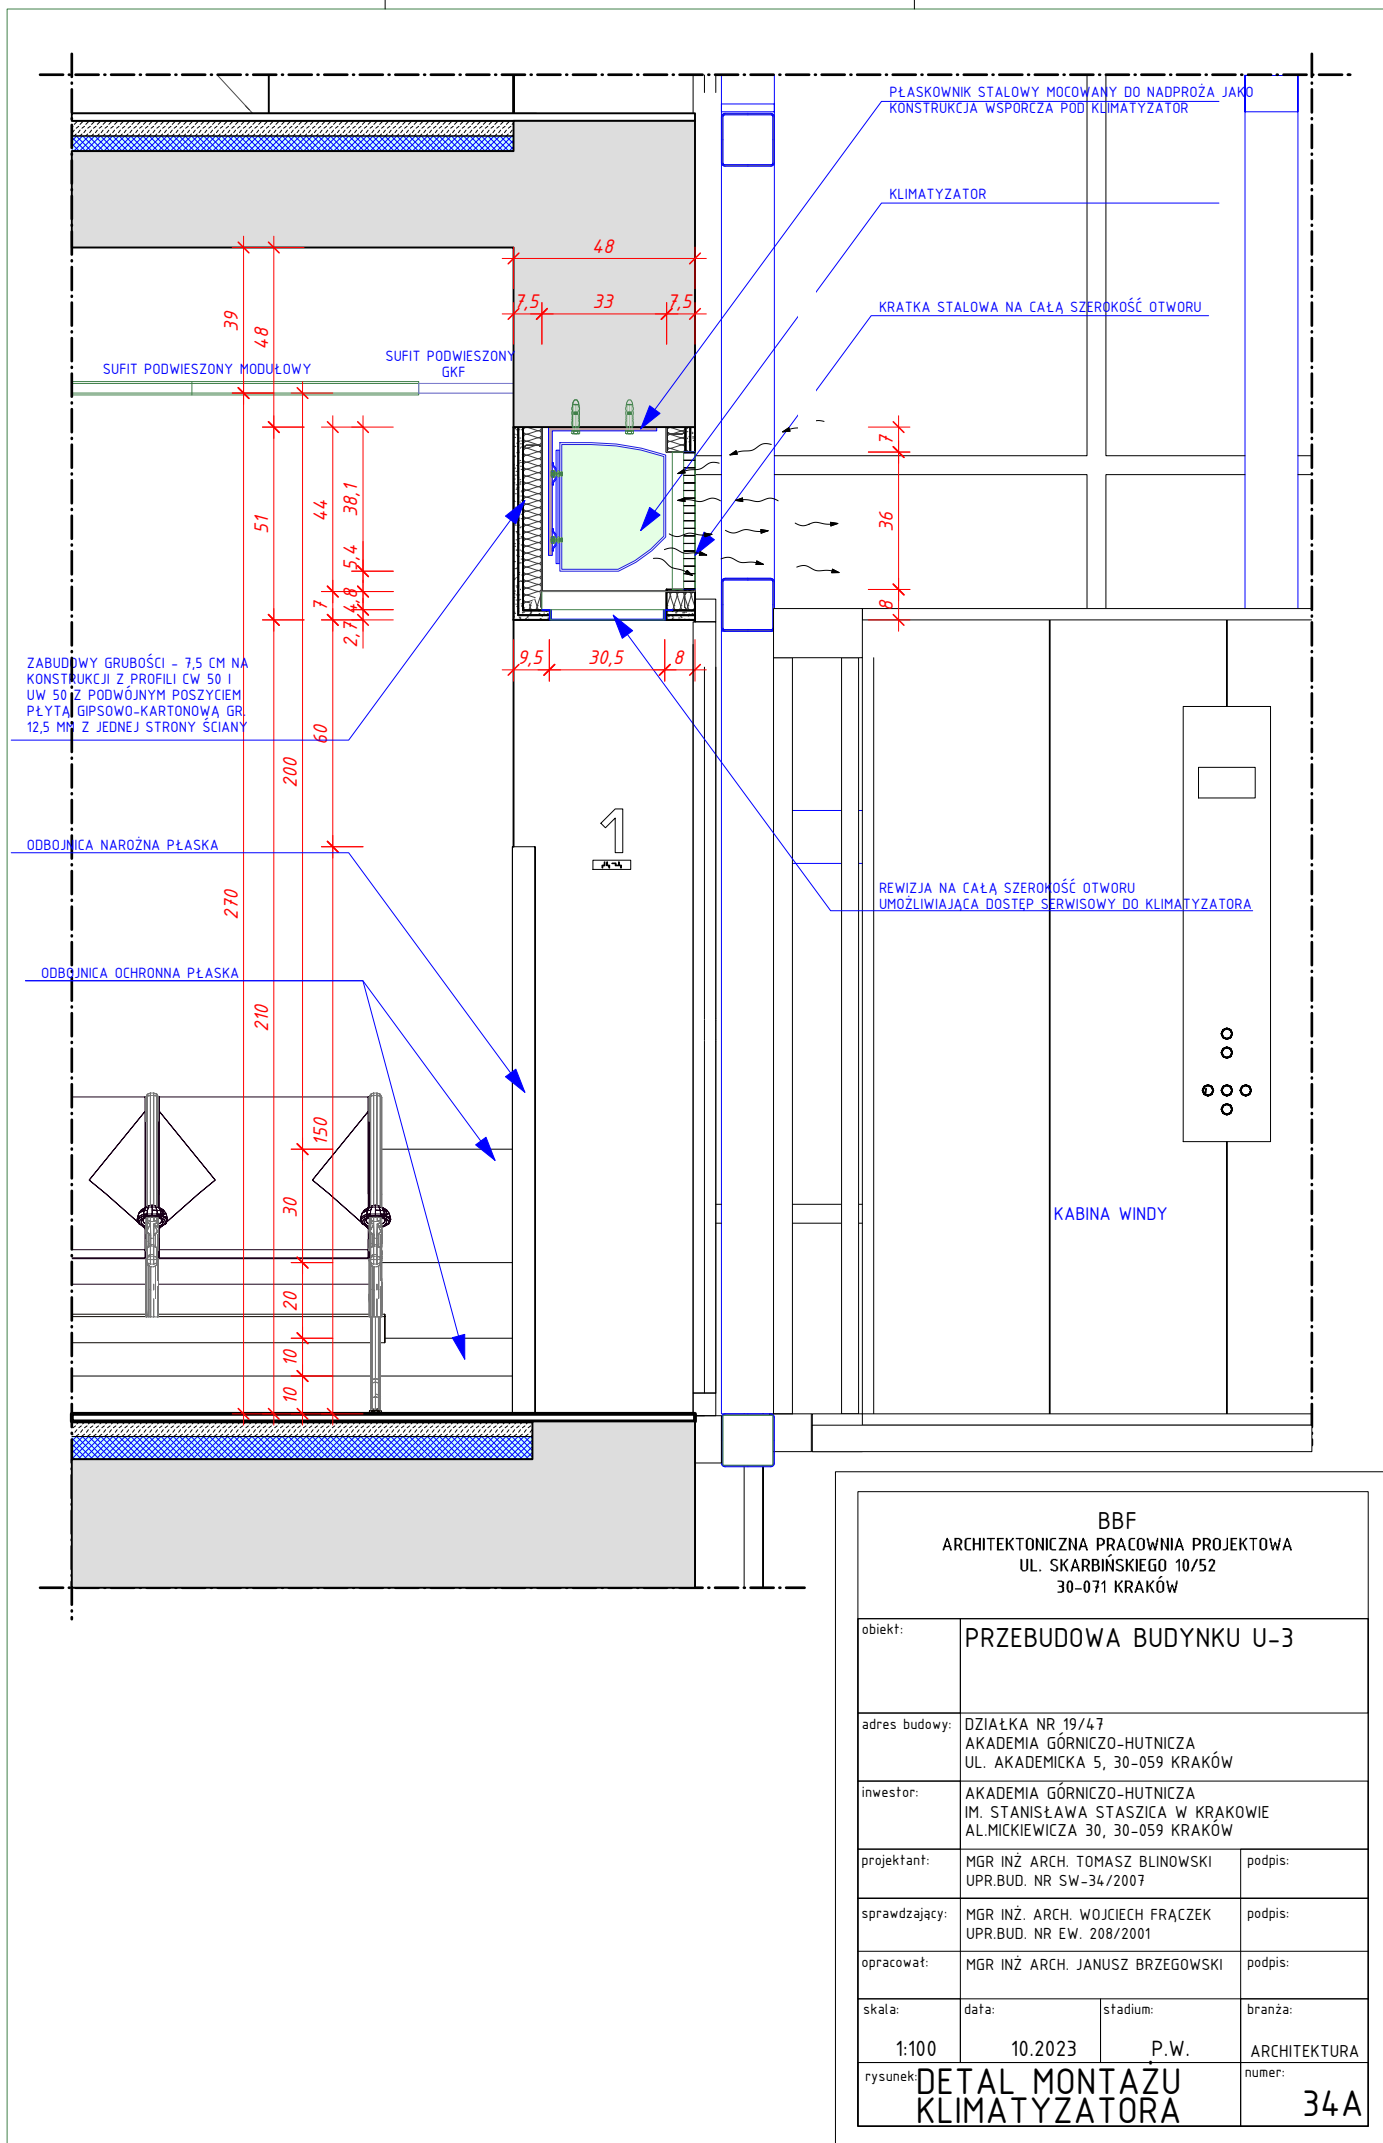 PŁASKOWNIK STALOWY MOCOWANY DO NADPROŻA JAKO
KONSTRUKCJA WSPORCZA POD KLIMATYZATOR
KLIMATYZATOR
48
7,5
33
7,5
KRATKA STALOWA NA CAŁĄ SZEROKOŚĆ OTWORU
39
48
SUFIT PODWIESZONY MODUŁOWY
SUFIT PODWIESZONY
GKF
7
36
8
51
44
38,1
5,4
4,8
7
2,7
9,5
30,5
8
ZABUDOWY GRUBOŚCI - 7,5 CM NA
KONSTRUKCJI Z PROFILI CW 50 I
UW 50 Z PODWÓJNYM POSZYCIEM
PŁYTĄ GIPSOWO-KARTONOWĄ GR.
12,5 MM Z JEDNEJ STRONY ŚCIANY
60
200
1
ODBOJNICA NAROŻNA PŁASKA
270
REWIZJA NA CAŁĄ SZEROKOŚĆ OTWORU
UMOŻLIWIAJĄCA DOSTĘP SERWISOWY DO KLIMATYZATORA
ODBOJNICA OCHRONNA PŁASKA
210
150
30
20
10
10
KABINA WINDY
BBF
ARCHITEKTONICZNA PRACOWNIA PROJEKTOWA
UL. SKARBIŃSKIEGO 10/52
30-071 KRAKÓW
obiekt:
PRZEBUDOWA BUDYNKU U-3
adres budowy:
DZIAŁKA NR 19/47
AKADEMIA GÓRNICZO-HUTNICZA
UL. AKADEMICKA 5, 30-059 KRAKÓW
inwestor:
AKADEMIA GÓRNICZO-HUTNICZA
IM. STANISŁAWA STASZICA W KRAKOWIE
AL.MICKIEWICZA 30, 30-059 KRAKÓW
projektant:
MGR INŻ ARCH. TOMASZ BLINOWSKI
UPR.BUD. NR SW-34/2007
podpis:
sprawdzający:
MGR INŻ. ARCH. WOJCIECH FRĄCZEK
UPR.BUD. NR EW. 208/2001
podpis:
opracował:
MGR INŻ ARCH. JANUSZ BRZEGOWSKI
podpis:
skala:
1:100
data:
10.2023
stadium:
P.W.
branża:
ARCHITEKTURA
rysunek:
DETAL MONTAŻU
KLIMATYZATORA
numer:
34A